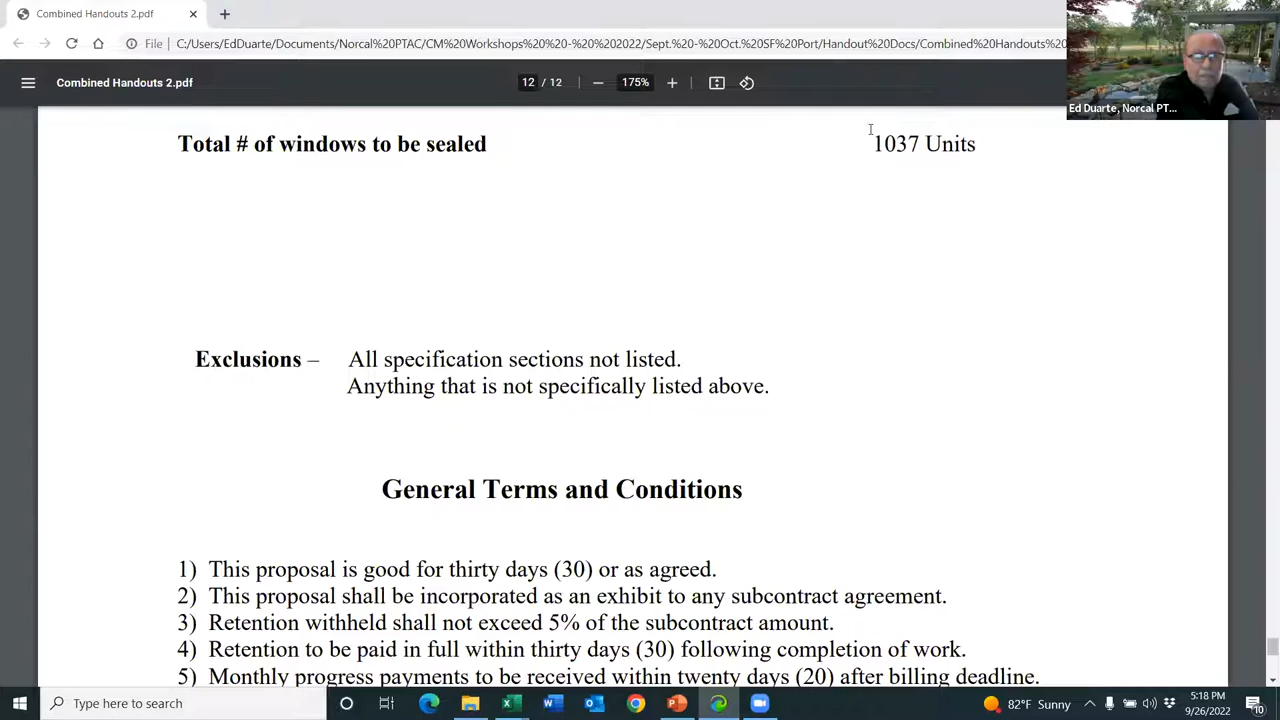 Combined Handouts 2.pdf
File
C:/Users/EdDuarte/Documents/Norcal%20PTAC/CM%20Workshops%20%20-%20%202022/Sept.%20-%20Oct.%20SF%20Port/Handout%20Docs/Combined%20Handouts%
Ed Duarte, Norcal PT...
Combined Handouts 2.pdf
12 / 12
175%
Total # of windows to be sealed 1037 Units
Exclusions – All specification sections not listed.
Anything that is not specifically listed above.
General Terms and Conditions
1) This proposal is good for thirty days (30) or as agreed.
2) This proposal shall be incorporated as an exhibit to any subcontract agreement.
3) Retention withheld shall not exceed 5% of the subcontract amount.
4) Retention to be paid in full within thirty days (30) following completion of work.
5) Monthly progress payments to be received within twenty days (20) after billing deadline.
Type here to search
82°F Sunny
5:18 PM
9/26/2022
10